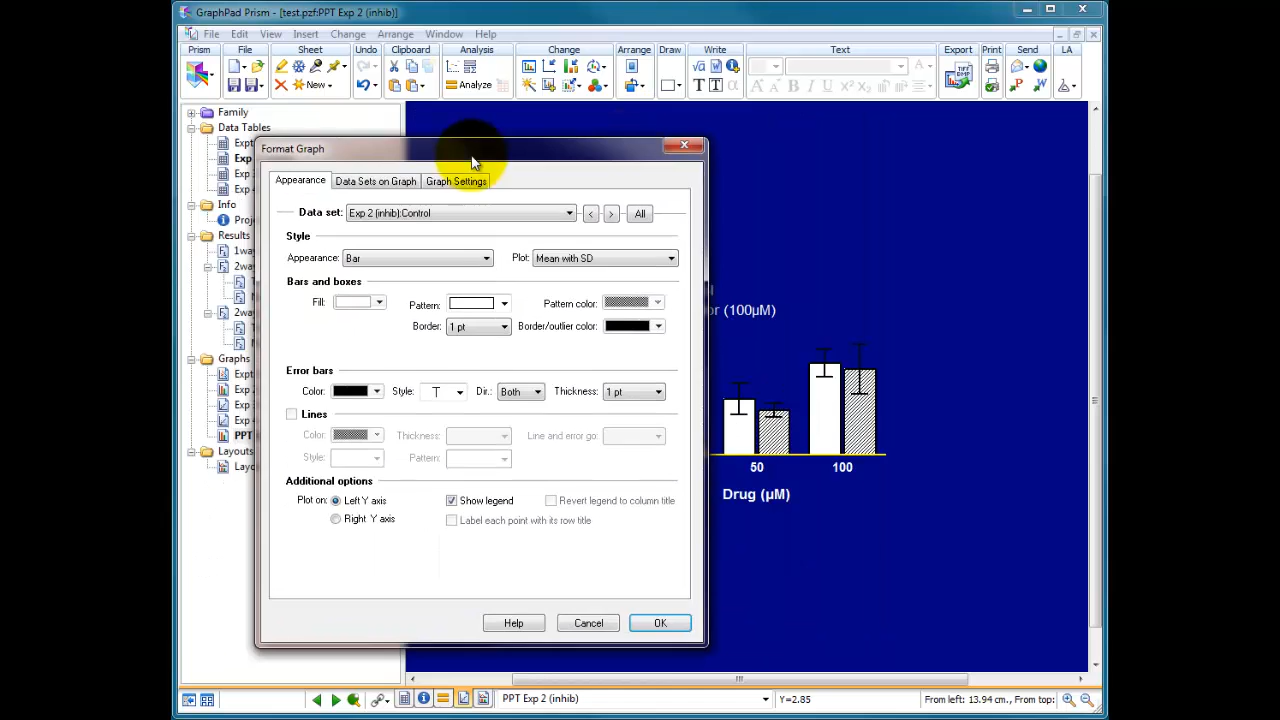 GraphPad Prism - [test.pzf:PPT Exp 2 (inhib)]
File Edit View Insert Change Arrange Window Help
Prism File Sheet Undo Clipboard Analysis Change Arrange Draw Write Text Export Print Send LA
New
Analyze
Family
Data Tables
Info
Results
Graphs
Layouts
Format Graph
Appearance Data Sets on Graph Graph Settings
Data set: Exp 2 (inhib):Control < > All
Style
Appearance: Bar Plot: Mean with SD
Bars and boxes
Fill: Pattern: Pattern color:
Border: 1 pt Border/outlier color:
Error bars
Color: Style: Dir.: Both Thickness: 1 pt
Lines
Color: Thickness: Line and error go:
Style: Pattern:
Additional options
Plot on: Left Y axis Show legend Revert legend to column title
Right Y axis Label each point with its row title
Help Cancel OK
or (100µM)
50 100
Drug (µM)
PPT Exp 2 (inhib) Y=2.85 From left: 13.94 cm., From top: